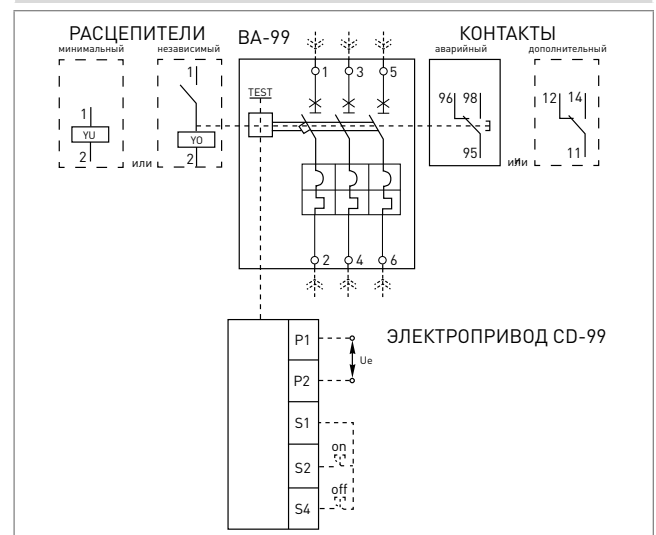 РАСЦЕПИТЕЛИ
минимальный
независимый
ВА-99
КОНТАКТЫ
аварийный
дополнительный
1 3 5
TEST
1
1
YU
YO
2
2
или
96 98
95
или
12 14
11
2 4 6
ЭЛЕКТРОПРИВОД CD-99
P1
Ue
P2
S1
on
S2
off
S4